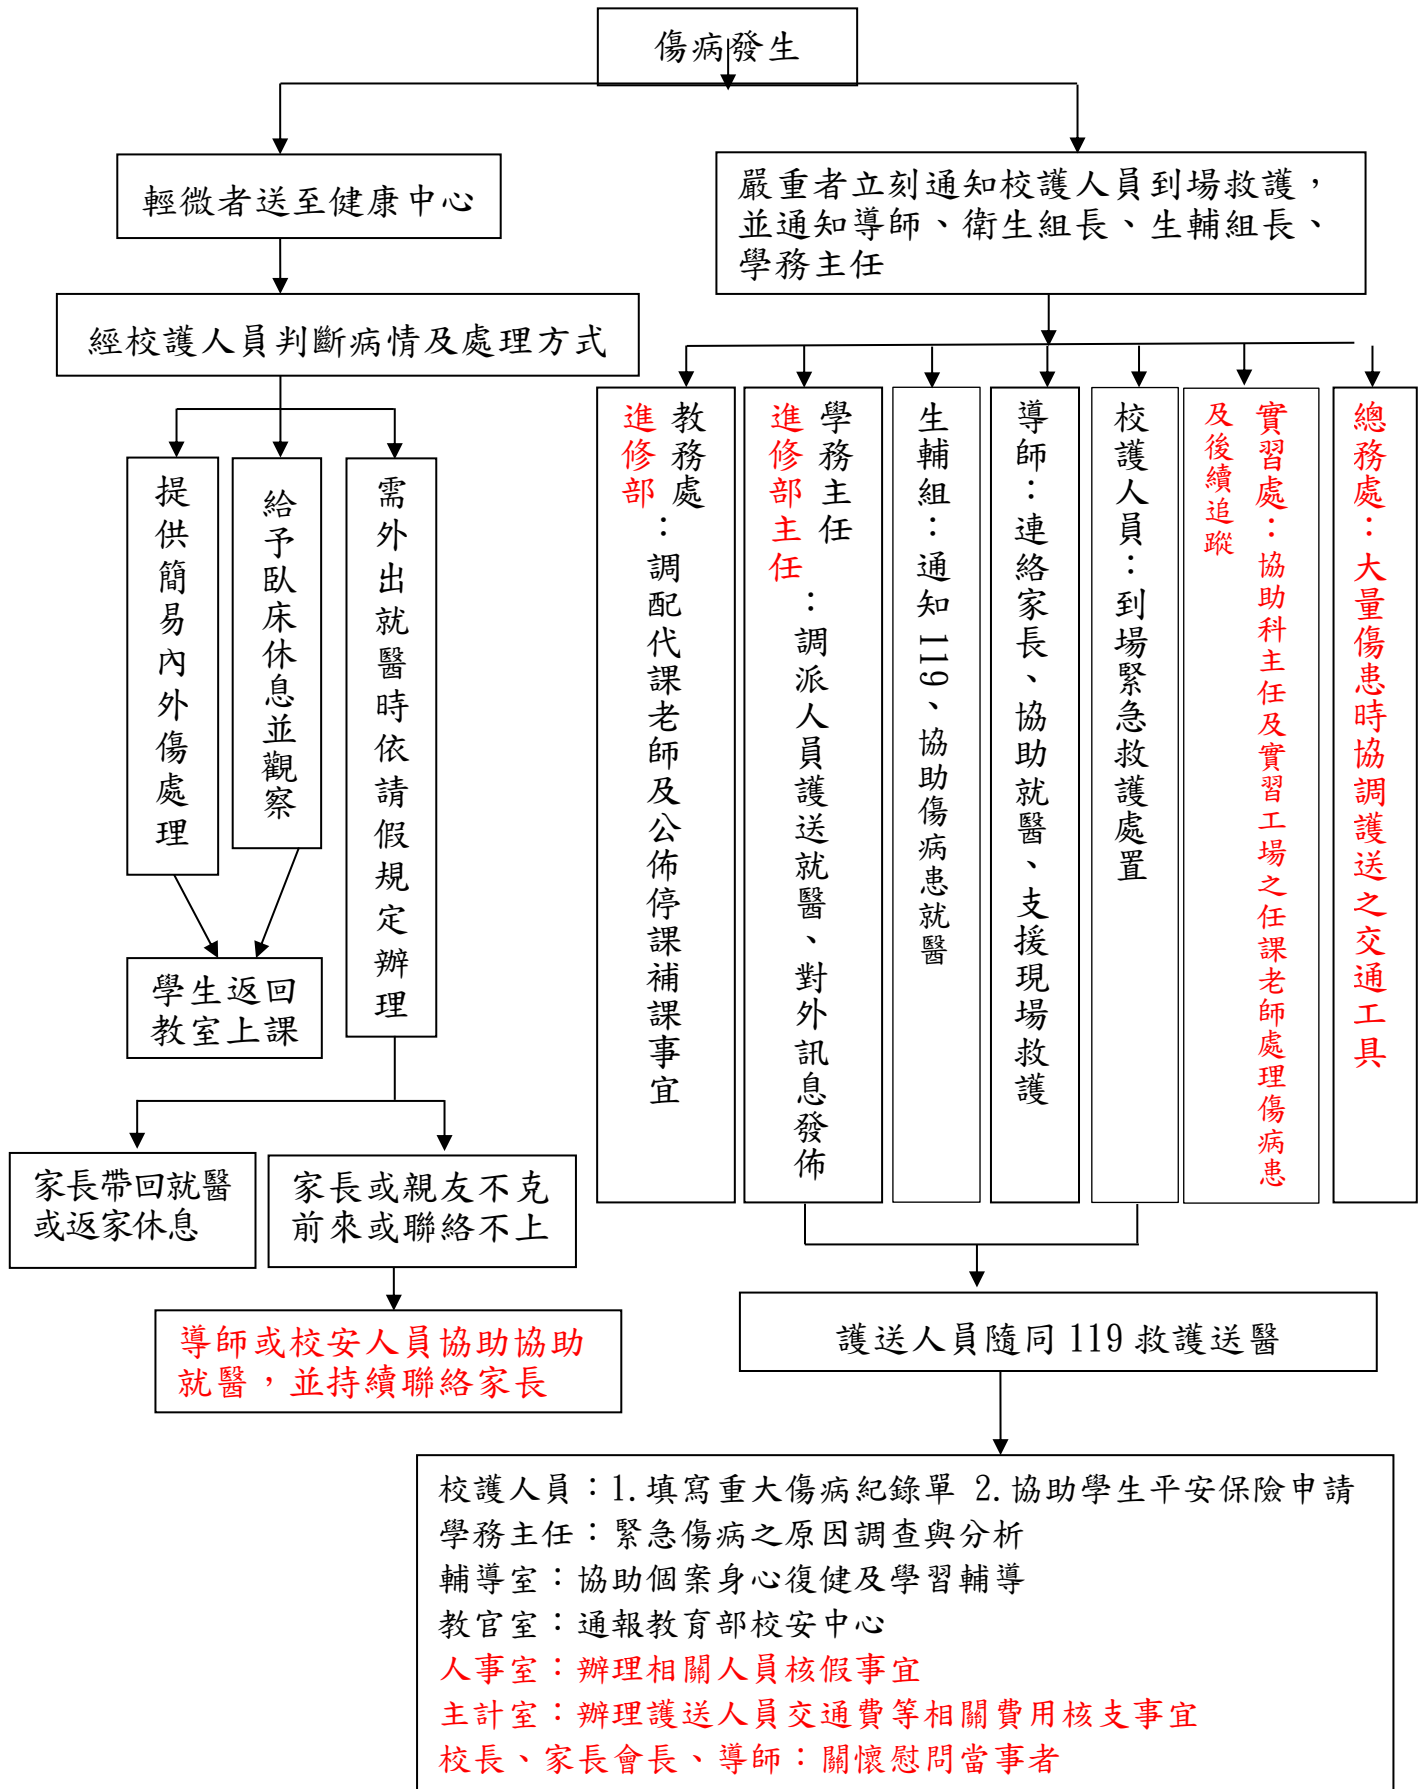 傷病發生
輕微者送至健康中心
嚴重者立刻通知校護人員到場救護，
並通知導師、衛生組長、生輔組長、
學務主任
經校護人員判斷病情及處理方式
提供簡易內外傷處理
給予臥床休息並觀察
需外出就醫時依請假規定辦理
學生返回
教室上課
家長帶回就醫
或返家休息
家長或親友不克
前來或聯絡不上
導師或校安人員協助協助
就醫，並持續聯絡家長
教務處
進修部：調配代課老師及公佈停課補課事宜
學務主任
進修部主任：調派人員護送就醫、對外訊息發佈
生輔組：通知 119、協助傷病患就醫
導師：連絡家長、協助就醫、支援現場救護
校護人員：到場緊急救護處置
實習處：協助科主任及實習工場之任課老師處理傷病患
及後續追蹤
總務處：大量傷患時協調護送之交通工具
護送人員隨同 119 救護送醫
校護人員：1.填寫重大傷病紀錄單 2.協助學生平安保險申請
學務主任：緊急傷病之原因調查與分析
輔導室：協助個案身心復健及學習輔導
教官室：通報教育部校安中心
人事室：辦理相關人員核假事宜
主計室：辦理護送人員交通費等相關費用核支事宜
校長、家長會長、導師：關懷慰問當事者